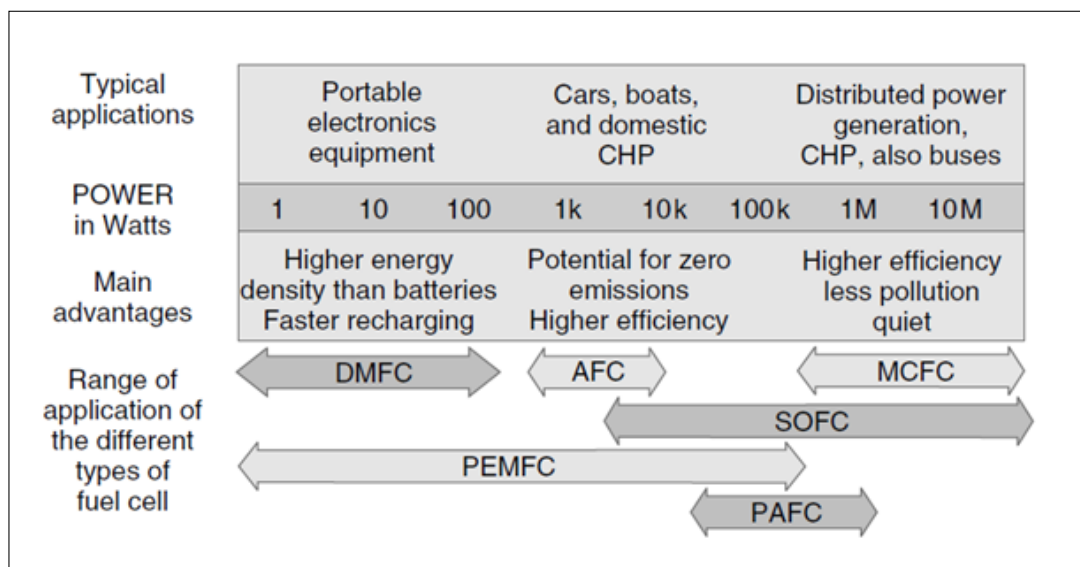 Typical
applications
Portable
electronics
equipment
Cars, boats,
and domestic
CHP
Distributed power
generation,
CHP, also buses
POWER
in Watts
1 10 100 1k 10k 100k 1M 10M
Main
advantages
Higher energy
density than batteries
Faster recharging
Potential for zero
emissions
Higher efficiency
Higher efficiency
less pollution
quiet
Range of
application of
the different
types of
fuel cell
DMFC
AFC
MCFC
SOFC
PEMFC
PAFC